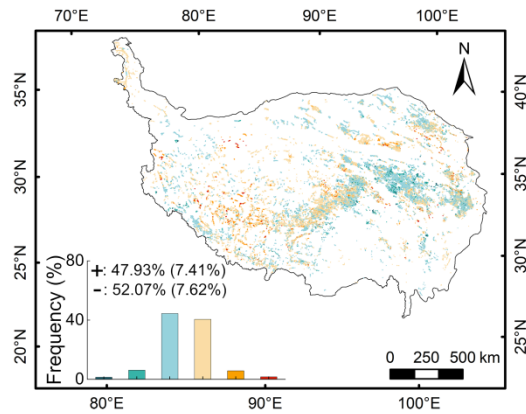 70°E 80°E 90°E 100°E
N
35°N 40°N
30°N 35°N
25°N 30°N
20°N 25°N
80
40
0
Frequency (%)
+: 47.93% (7.41%)
-: 52.07% (7.62%)
0 250 500 km
80°E 90°E 100°E